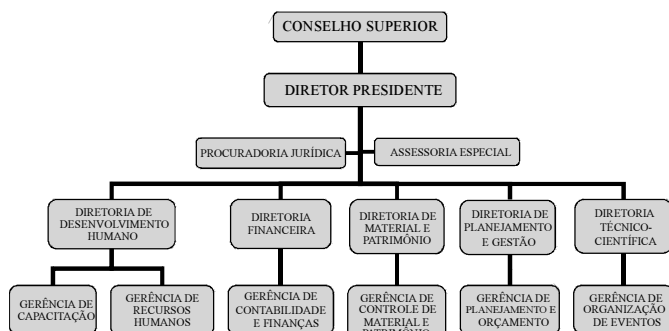 CONSELHO SUPERIOR
DIRETOR PRESIDENTE
PROCURADORIA JURÍDICA
ASSESSORIA ESPECIAL
DIRETORIA DE
DESENVOLVIMENTO
HUMANO
DIRETORIA
FINANCEIRA
DIRETORIA DE
MATERIAL E
PATRIMÔNIO
DIRETORIA DE
PLANEJAMENTO
E GESTÃO
DIRETORIA
TÉCNICO-
CIENTÍFICA
GERÊNCIA DE
CAPACITAÇÃO
GERÊNCIA DE
RECURSOS
HUMANOS
GERÊNCIA DE
CONTABILIDADE
E FINANÇAS
GERÊNCIA DE
CONTROLE DE
MATERIAL E
PATRIMÔNIO
GERÊNCIA DE
PLANEJAMENTO E
ORÇAMENTO
GERÊNCIA DE
ORGANIZAÇÃO
DE EVENTOS